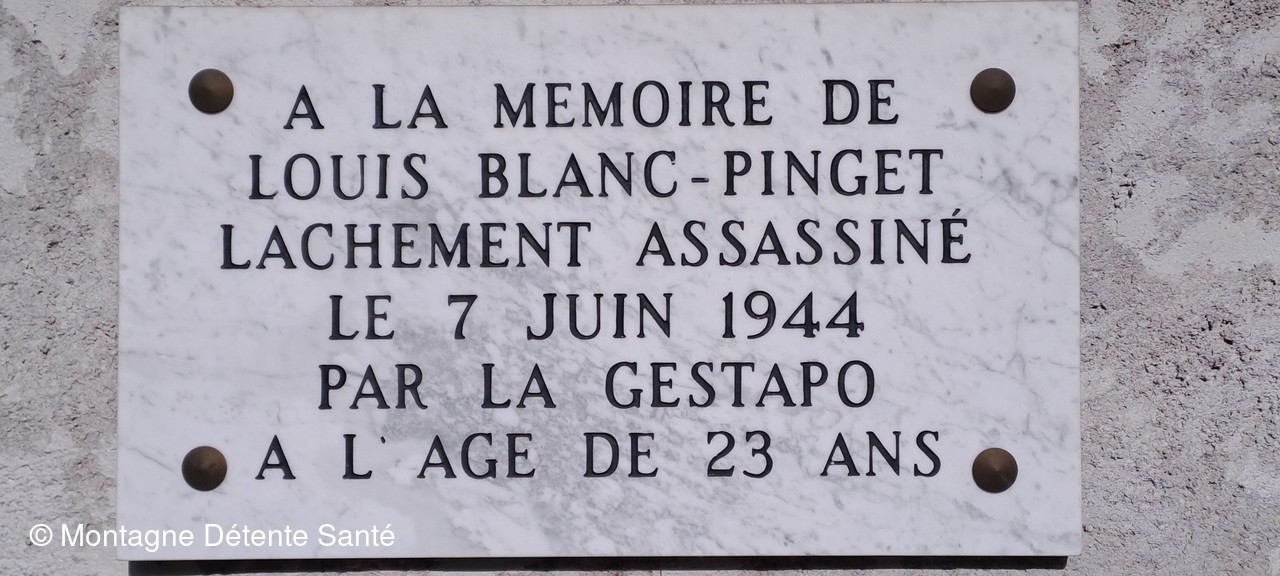 A LA MEMOIRE DE
LOUIS BLANC-PINGET
LACHEMENT ASSASSINÉ
LE 7 JUIN 1944
PAR LA GESTAPO
A L'AGE DE 23 ANS
© Montagne Détente Santé